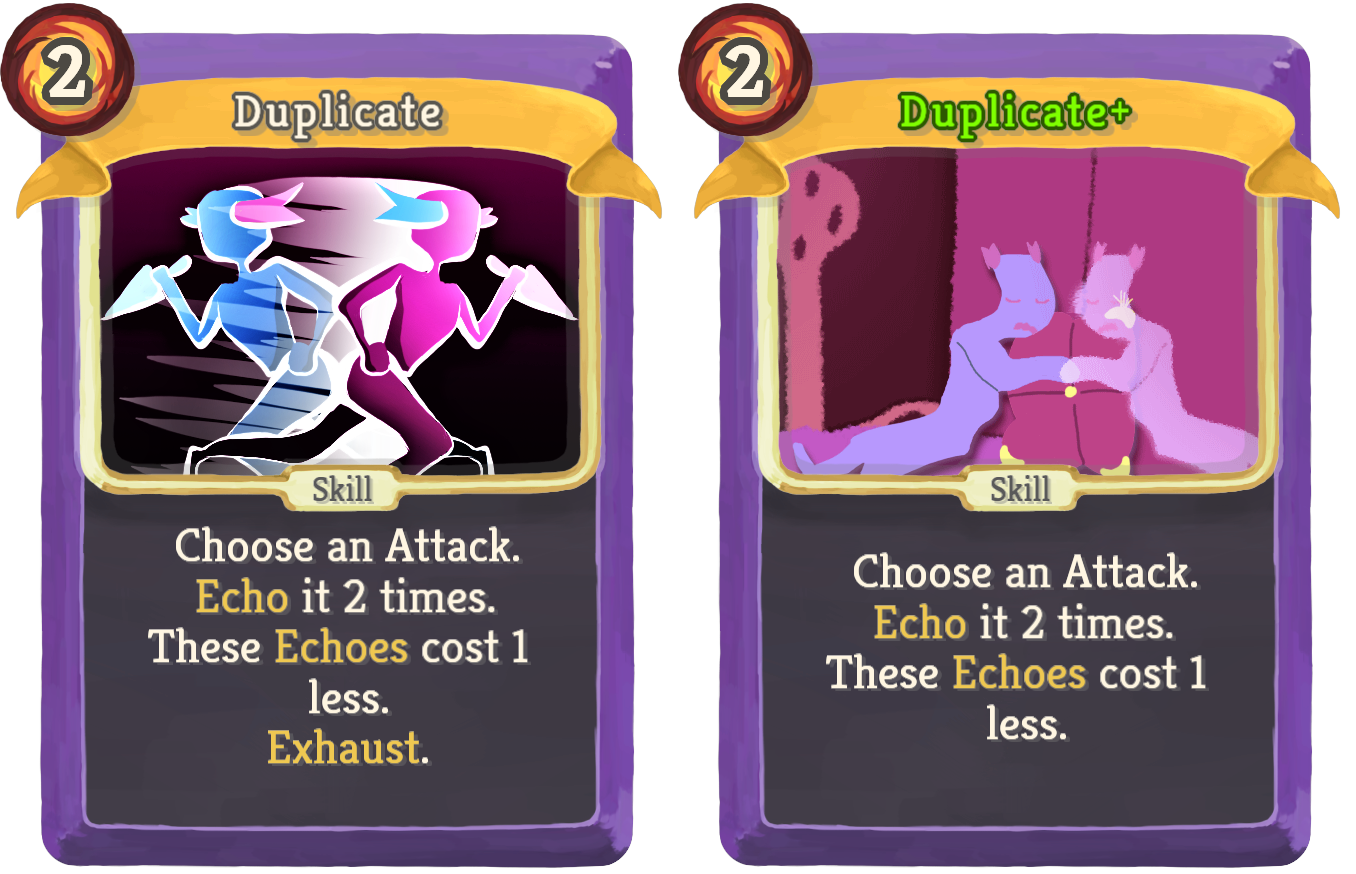 2
Duplicate
Skill
Choose an Attack.
Echo it 2 times.
These Echoes cost 1
less.
Exhaust.
2
Duplicate+
Skill
Choose an Attack.
Echo it 2 times.
These Echoes cost 1
less.